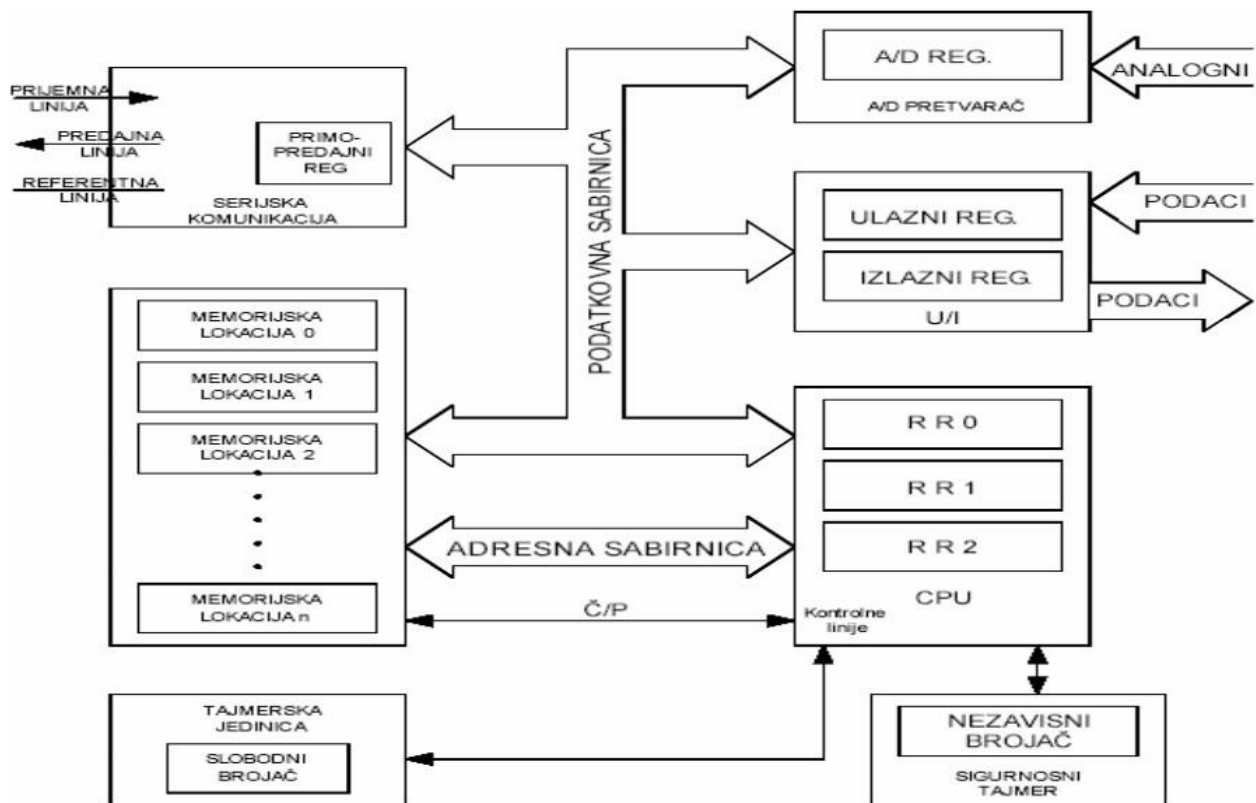 PRIJEMNA
LINIJA
PREDAJNA
LINIJA
REFERENTNA
LINIJA
PRIMO-
PREDAJNI
REG
SERIJSKA
KOMUNIKACIJA
MEMORIJSKA
LOKACIJA 0
MEMORIJSKA
LOKACIJA 1
MEMORIJSKA
LOKACIJA 2
MEMORIJSKA
LOKACIJA n
TAJMERSKA
JEDINICA
SLOBODNI
BROJAČ
PODATKOVNA SABIRNICA
ADRESNA SABIRNICA
Č/P
A/D REG.
A/D PRETVARAČ
ANALOGNI
ULAZNI REG.
IZLAZNI REG.
U/I
PODACI
PODACI
R R 0
R R 1
R R 2
CPU
Kontrolne
linije
NEZAVISNI
BROJAČ
SIGURNOSNI
TAJMER